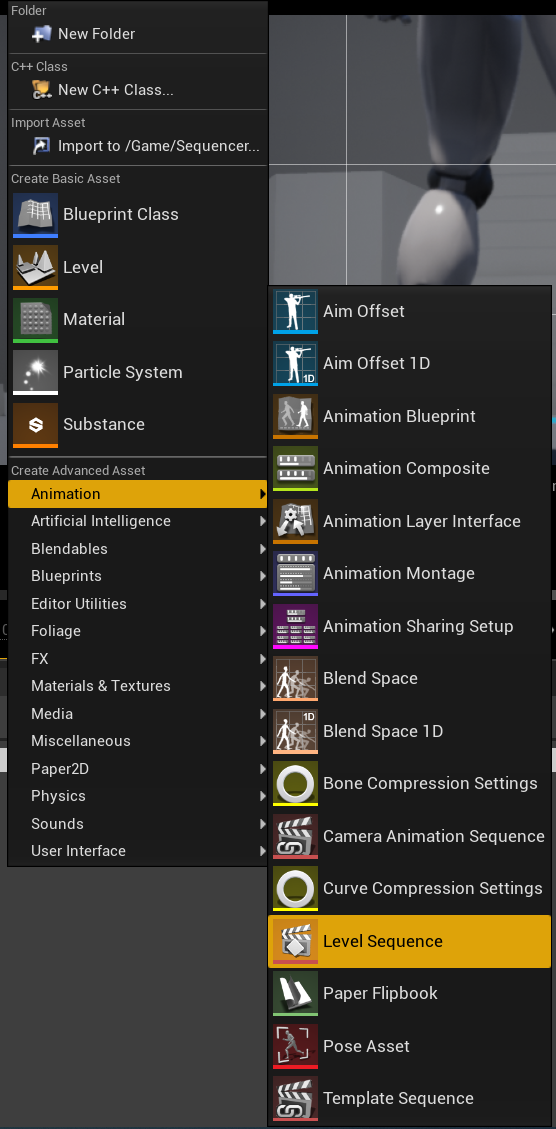 Folder
New Folder
C++ Class
New C++ Class...
Import Asset
Import to /Game/Sequencer...
Create Basic Asset
Blueprint Class
Level
Material
Particle System
Substance
Create Advanced Asset
Animation
Artificial Intelligence
Blendables
Blueprints
Editor Utilities
Foliage
FX
Materials & Textures
Media
Miscellaneous
Paper2D
Physics
Sounds
User Interface
Aim Offset
Aim Offset 1D
1D
Animation Blueprint
Animation Composite
Animation Layer Interface
Animation Montage
Animation Sharing Setup
Blend Space
Blend Space 1D
1D
Bone Compression Settings
Camera Animation Sequence
Curve Compression Settings
Level Sequence
Paper Flipbook
Pose Asset
Template Sequence